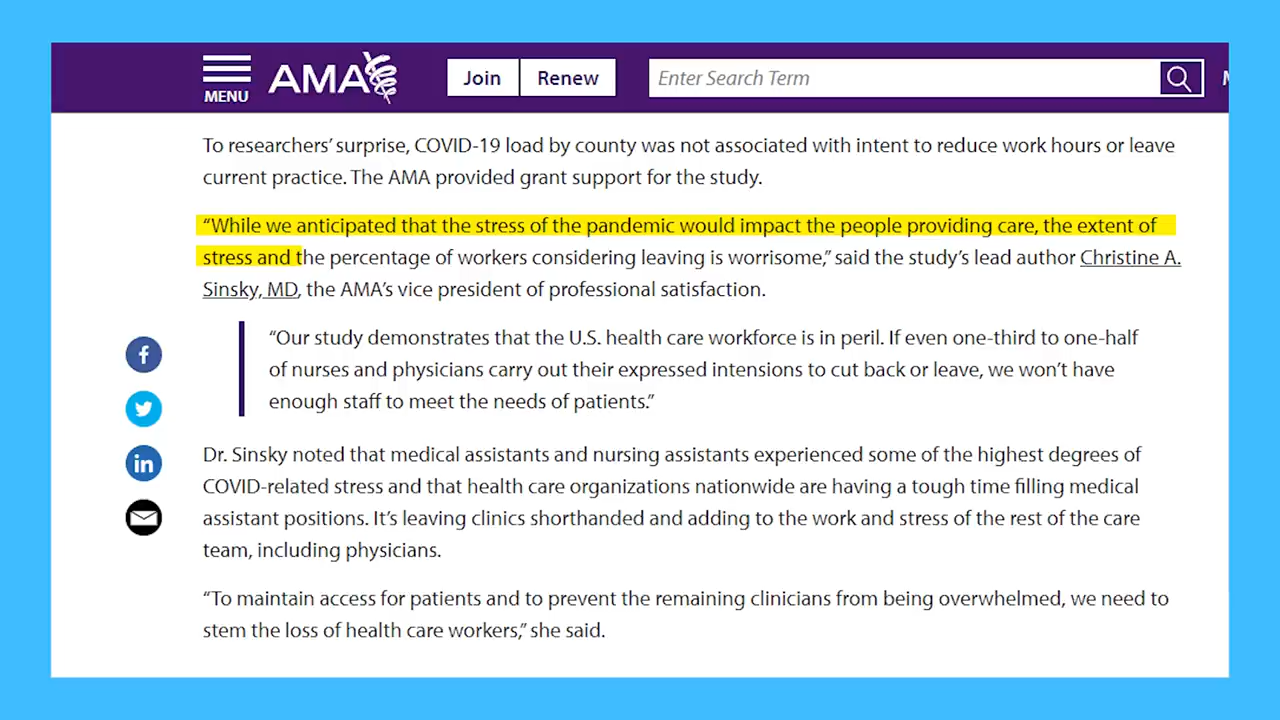 MENU
AMA
Join
Renew
Enter Search Term
To researchers’ surprise, COVID-19 load by county was not associated with intent to reduce work hours or leave
current practice. The AMA provided grant support for the study.
“While we anticipated that the stress of the pandemic would impact the people providing care, the extent of
stress and the percentage of workers considering leaving is worrisome,” said the study’s lead author Christine A.
Sinsky, MD, the AMA’s vice president of professional satisfaction.
“Our study demonstrates that the U.S. health care workforce is in peril. If even one-third to one-half
of nurses and physicians carry out their expressed intensions to cut back or leave, we won’t have
enough staff to meet the needs of patients.”
Dr. Sinsky noted that medical assistants and nursing assistants experienced some of the highest degrees of
COVID-related stress and that health care organizations nationwide are having a tough time filling medical
assistant positions. It’s leaving clinics shorthanded and adding to the work and stress of the rest of the care
team, including physicians.
“To maintain access for patients and to prevent the remaining clinicians from being overwhelmed, we need to
stem the loss of health care workers,” she said.